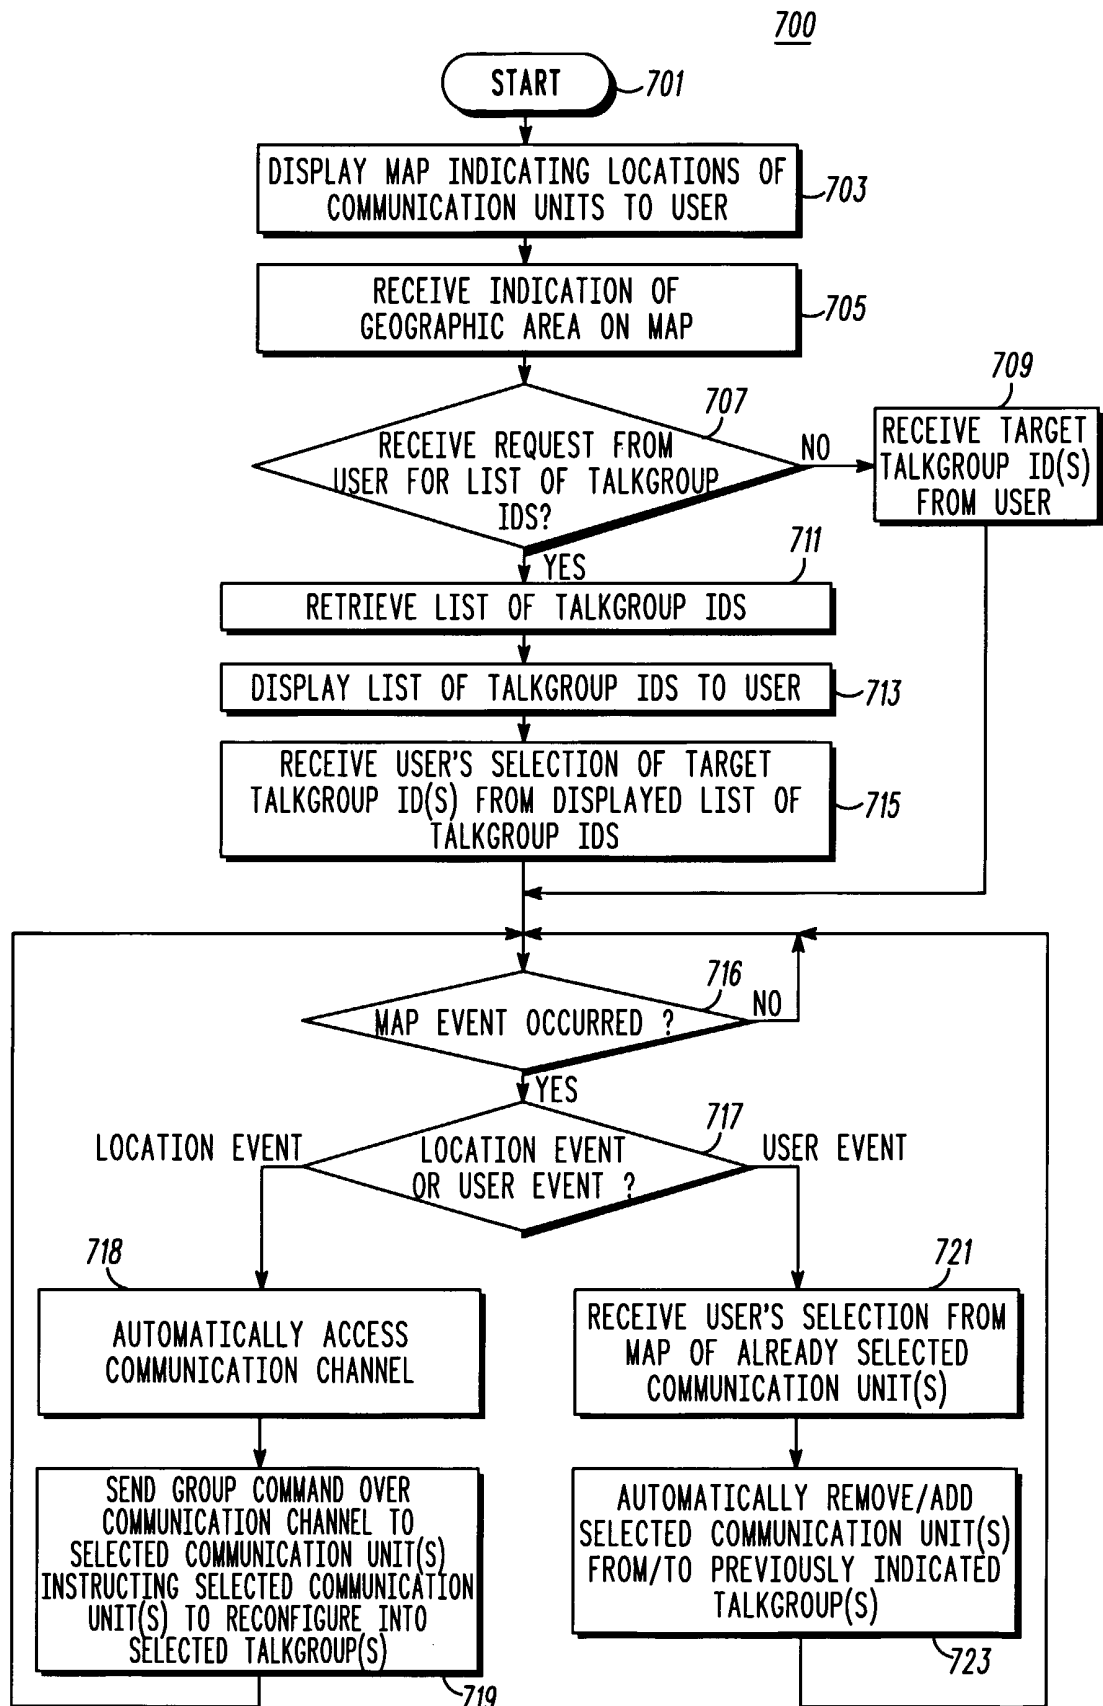 700
START
701
DISPLAY MAP INDICATING LOCATIONS OF
COMMUNICATION UNITS TO USER
703
RECEIVE INDICATION OF
GEOGRAPHIC AREA ON MAP
705
707
RECEIVE REQUEST FROM
USER FOR LIST OF TALKGROUP
IDS?
NO
709
RECEIVE TARGET
TALKGROUP ID(S)
FROM USER
YES
711
RETRIEVE LIST OF TALKGROUP IDS
DISPLAY LIST OF TALKGROUP IDS TO USER
713
RECEIVE USER'S SELECTION OF TARGET
TALKGROUP ID(S) FROM DISPLAYED LIST OF
TALKGROUP IDS
715
716
MAP EVENT OCCURRED ?
NO
YES
717
LOCATION EVENT
OR USER EVENT ?
LOCATION EVENT
USER EVENT
718
AUTOMATICALLY ACCESS
COMMUNICATION CHANNEL
SEND GROUP COMMAND OVER
COMMUNICATION CHANNEL TO
SELECTED COMMUNICATION UNIT(S)
INSTRUCTING SELECTED COMMUNICATION
UNIT(S) TO RECONFIGURE INTO
SELECTED TALKGROUP(S)
719
721
RECEIVE USER'S SELECTION FROM
MAP OF ALREADY SELECTED
COMMUNICATION UNIT(S)
AUTOMATICALLY REMOVE/ADD
SELECTED COMMUNICATION UNIT(S)
FROM/TO PREVIOUSLY INDICATED
TALKGROUP(S)
723